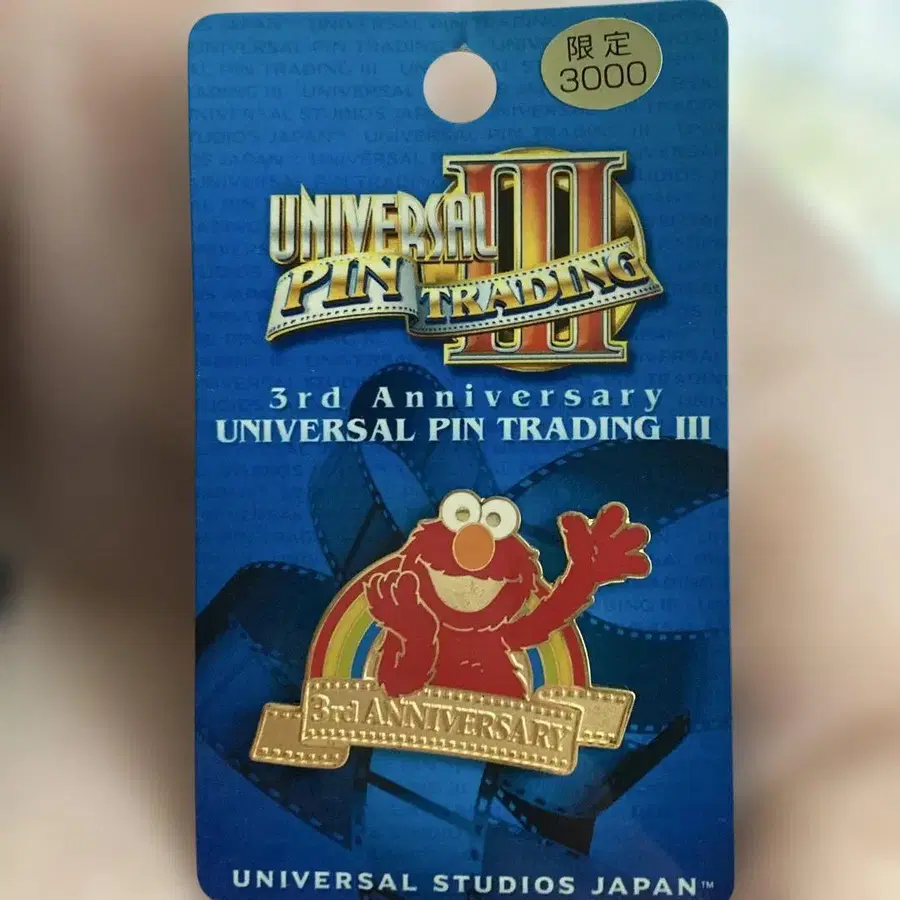 限定
3000
UNIVERSAL
PIN TRADING
III
3rd Anniversary
UNIVERSAL PIN TRADING III
3rd ANNIVERSARY
UNIVERSAL STUDIOS JAPAN™